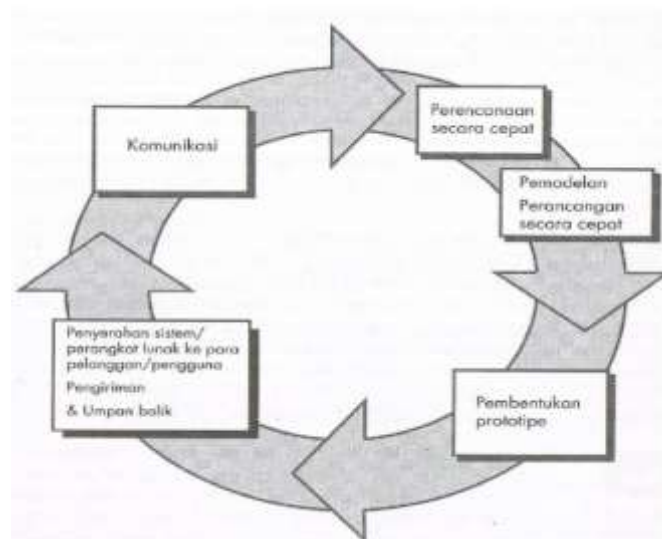 Komunikasi
Perencanaan
secara cepat
Pemodelan
Perancangan
secara cepat
Pembentukan
prototipe
Penyerahan sistem/
perangkat lunak ke para
pelanggan/pengguna
Pengiriman
& Umpan balik